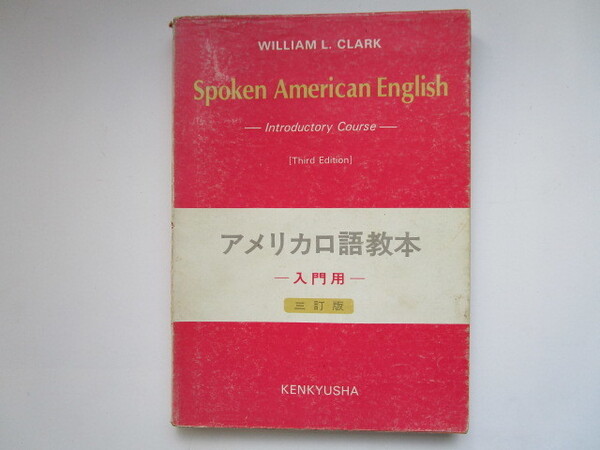 WILLIAM L. CLARK
Spoken American English
— Introductory Course —
[Third Edition]
アメリカ口語教本
— 入門用 —
三訂版
KENKYUSHA